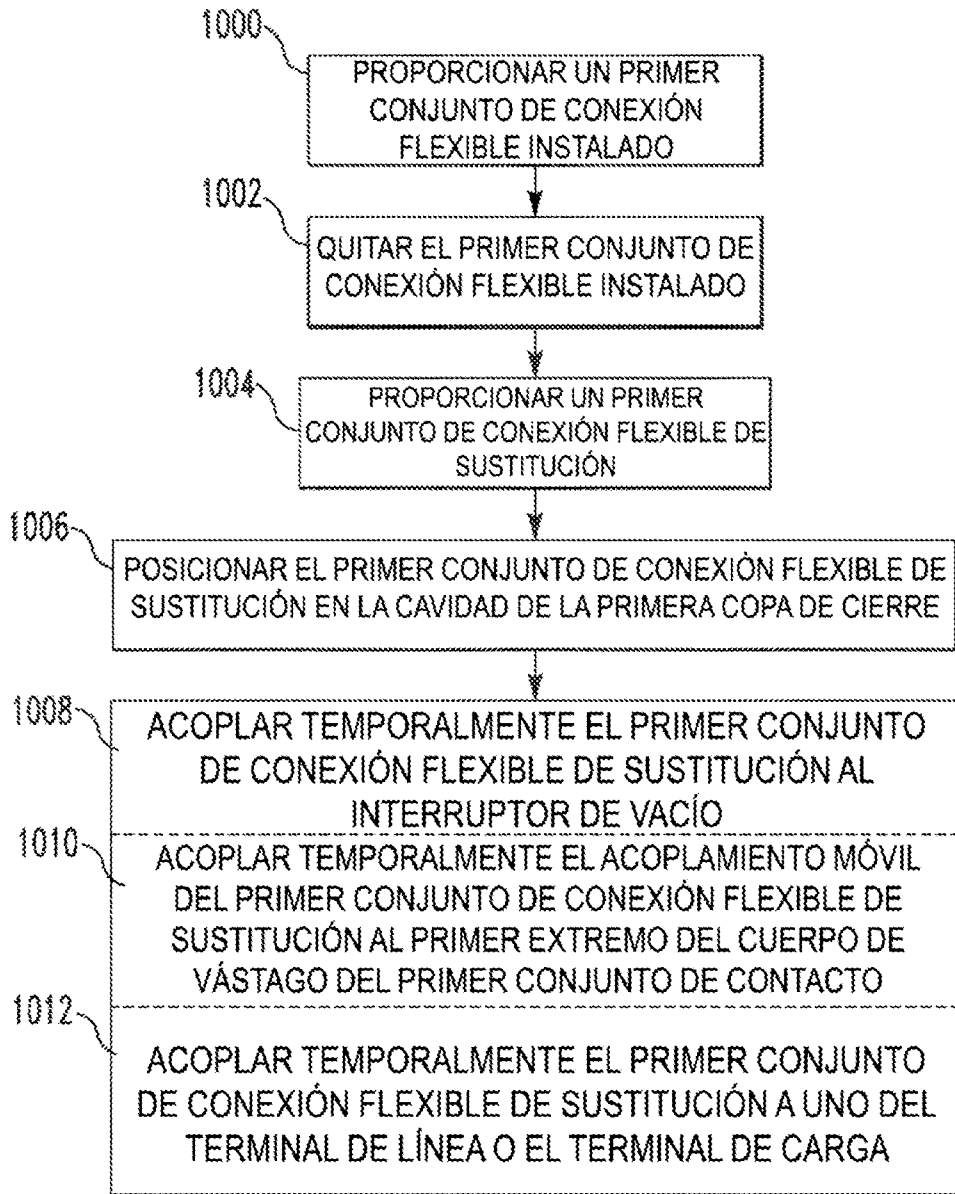 1000
PROPORCIONAR UN PRIMER
CONJUNTO DE CONEXIÓN
FLEXIBLE INSTALADO
1002
QUITAR EL PRIMER CONJUNTO DE
CONEXIÓN FLEXIBLE INSTALADO
1004
PROPORCIONAR UN PRIMER
CONJUNTO DE CONEXIÓN FLEXIBLE DE
SUSTITUCIÓN
1006
POSICIONAR EL PRIMER CONJUNTO DE CONEXIÓN FLEXIBLE DE
SUSTITUCIÓN EN LA CAVIDAD DE LA PRIMERA COPA DE CIERRE
1008
ACOPLAR TEMPORALMENTE EL PRIMER CONJUNTO
DE CONEXIÓN FLEXIBLE DE SUSTITUCIÓN AL
INTERRUPTOR DE VACÍO
1010
ACOPLAR TEMPORALMENTE EL ACOPLAMIENTO MÓVIL
DEL PRIMER CONJUNTO DE CONEXIÓN FLEXIBLE DE
SUSTITUCIÓN AL PRIMER EXTREMO DEL CUERPO DE
VÁSTAGO DEL PRIMER CONJUNTO DE CONTACTO
1012
ACOPLAR TEMPORALMENTE EL PRIMER CONJUNTO
DE CONEXIÓN FLEXIBLE DE SUSTITUCIÓN A UNO DEL
TERMINAL DE LÍNEA O EL TERMINAL DE CARGA